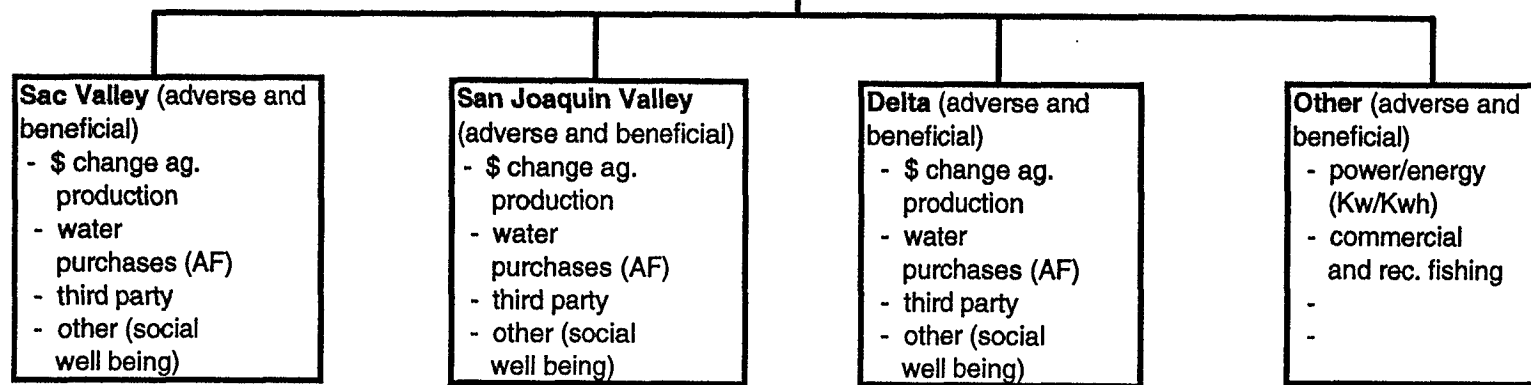 Sac Valley (adverse and
beneficial)
- $ change ag.
production
- water
purchases (AF)
- third party
- other (social
well being)
San Joaquin Valley
(adverse and beneficial)
- $ change ag.
production
- water
purchases (AF)
- third party
- other (social
well being)
Delta (adverse and
beneficial)
- $ change ag.
production
- water
purchases (AF)
- third party
- other (social
well being)
Other (adverse and
beneficial)
- power/energy
(Kw/Kwh)
- commercial
and rec. fishing
-
-
-